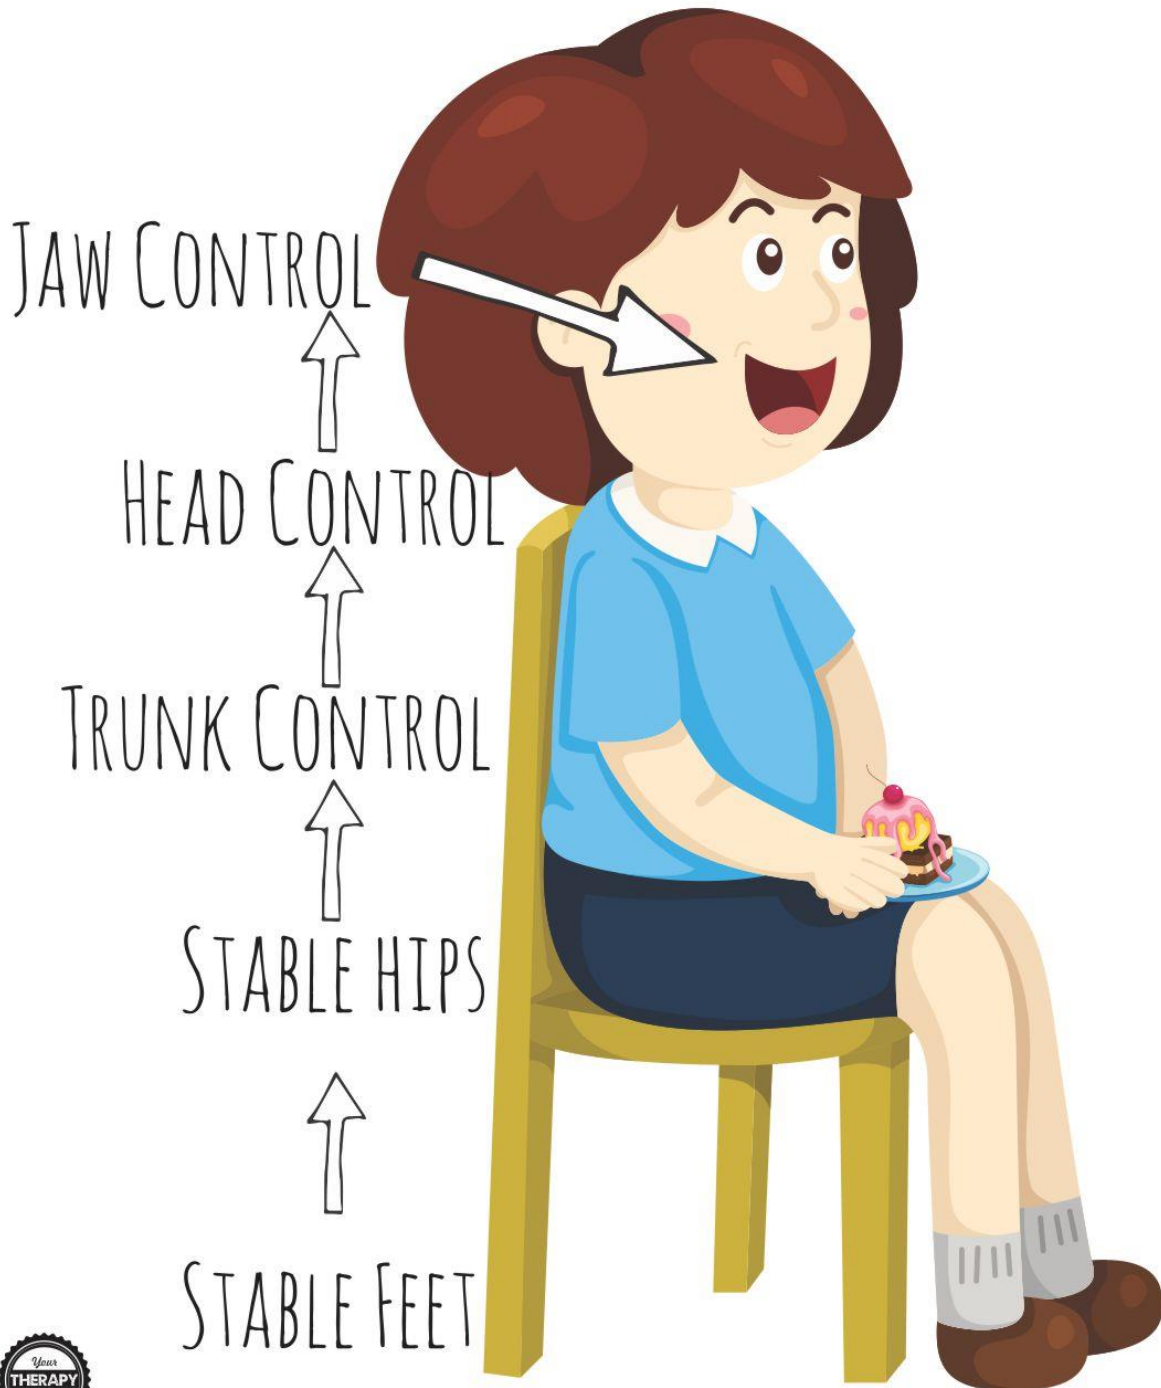 JAW CONTROL
HEAD CONTROL
TRUNK CONTROL
STABLE HIPS
STABLE FEET
Your
THERAPY